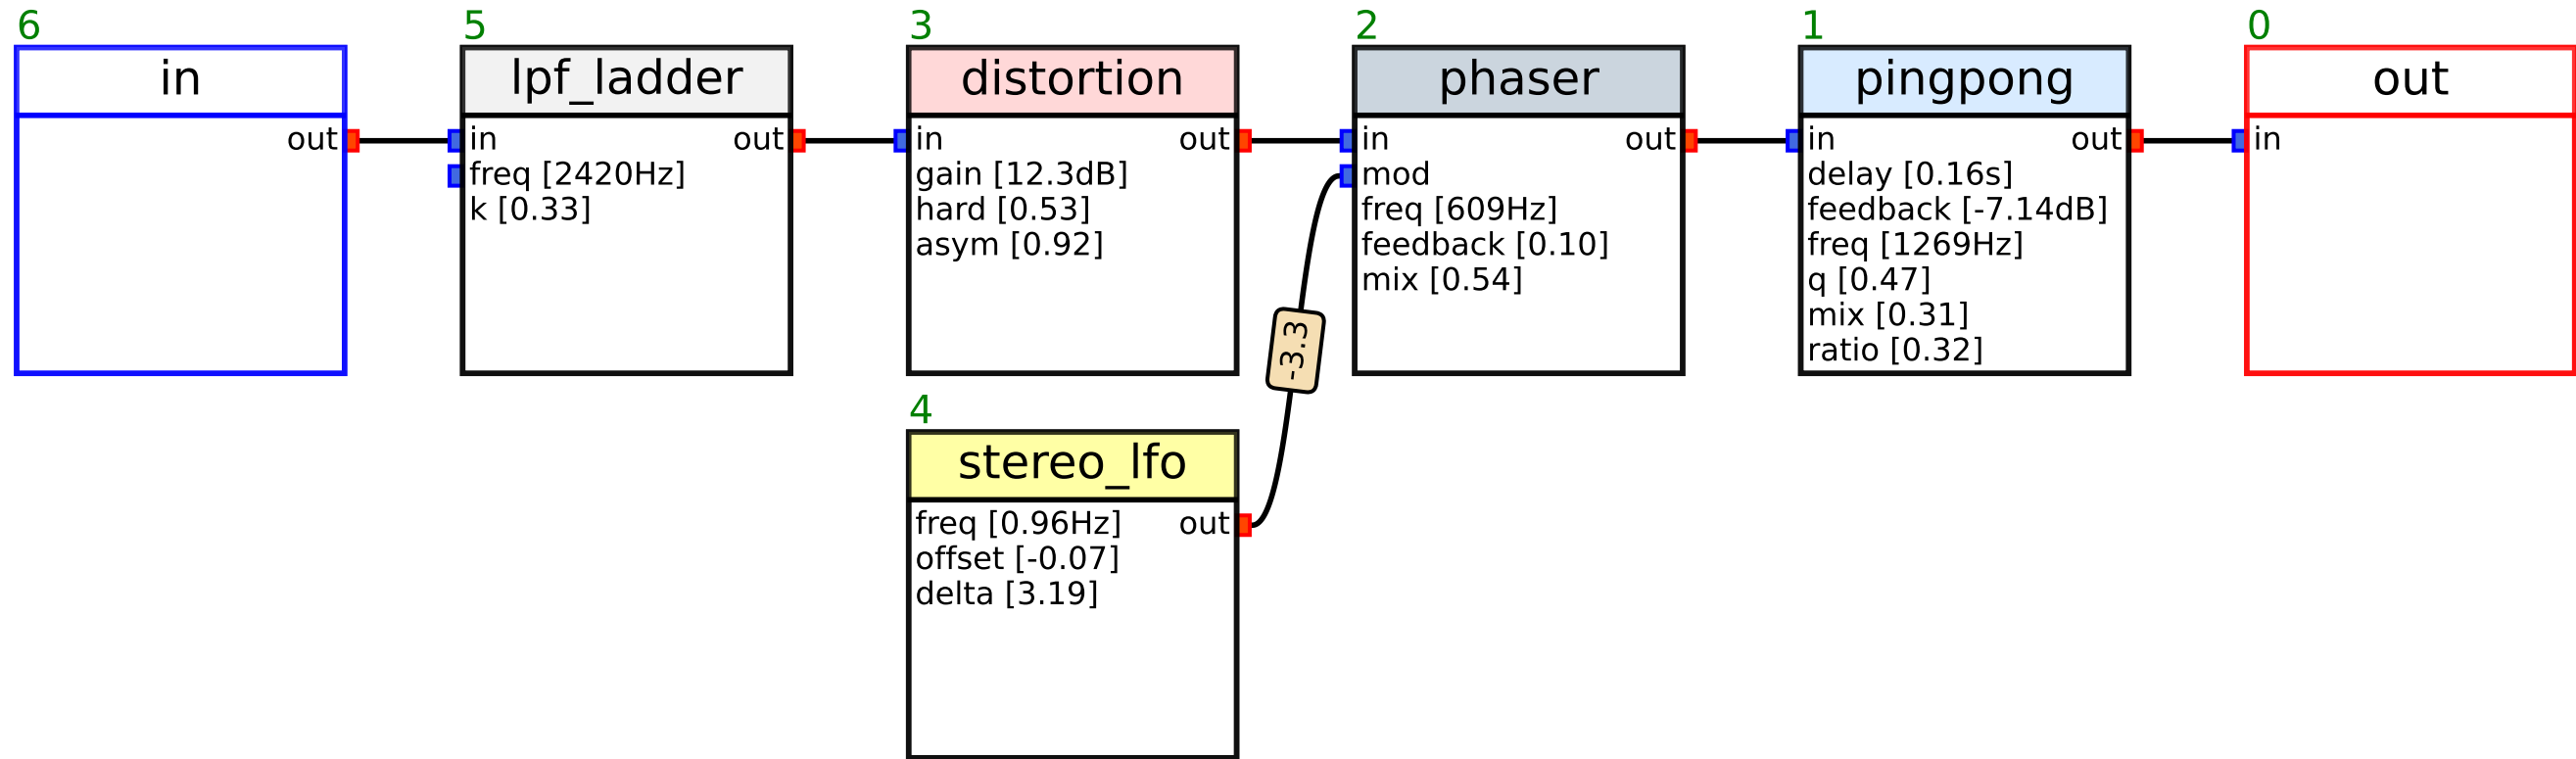 6
in
out
5
lpf_ladder
in out
freq [2420Hz]
k [0.33]
3
distortion
in out
gain [12.3dB]
hard [0.53]
asym [0.92]
2
phaser
in out
mod
freq [609Hz]
feedback [0.10]
mix [0.54]
1
pingpong
in out
delay [0.16s]
feedback [-7.14dB]
freq [1269Hz]
q [0.47]
mix [0.31]
ratio [0.32]
0
out
in
-3.3
4
stereo_lfo
freq [0.96Hz] out
offset [-0.07]
delta [3.19]